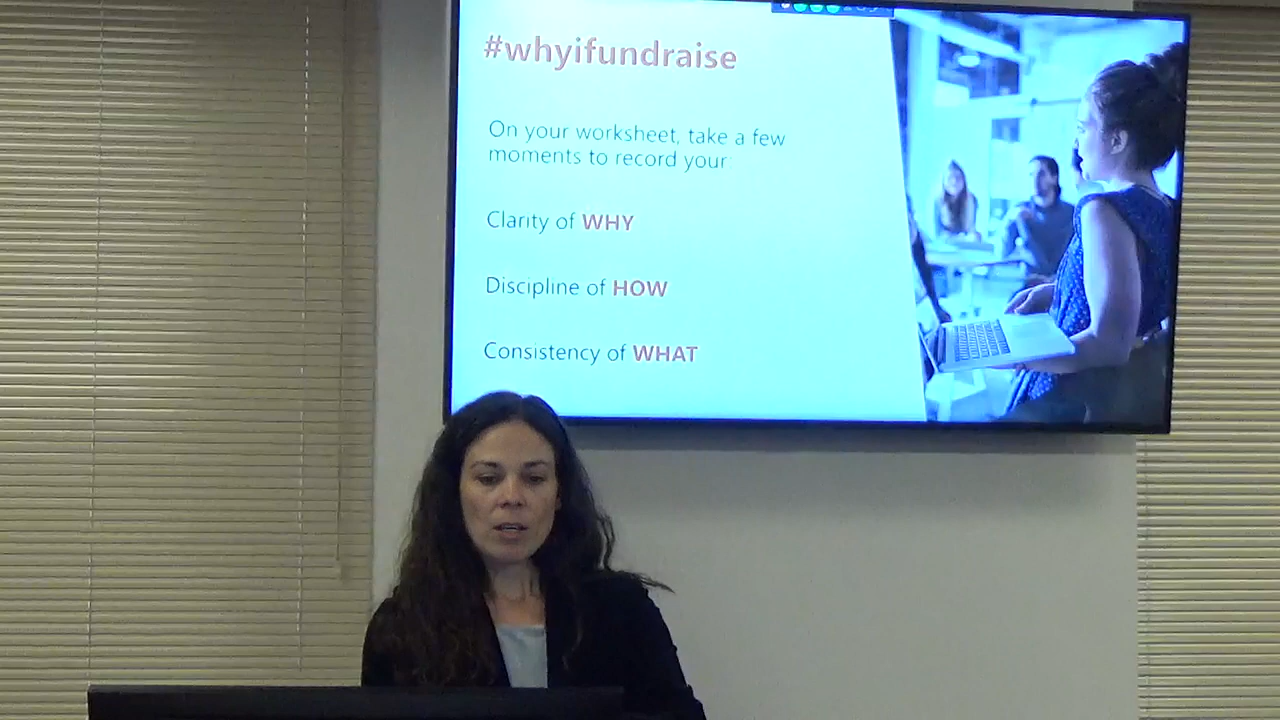 #whyifundraise
On your worksheet, take a few
moments to record your
Clarity of WHY
Discipline of HOW
Consistency of WHAT